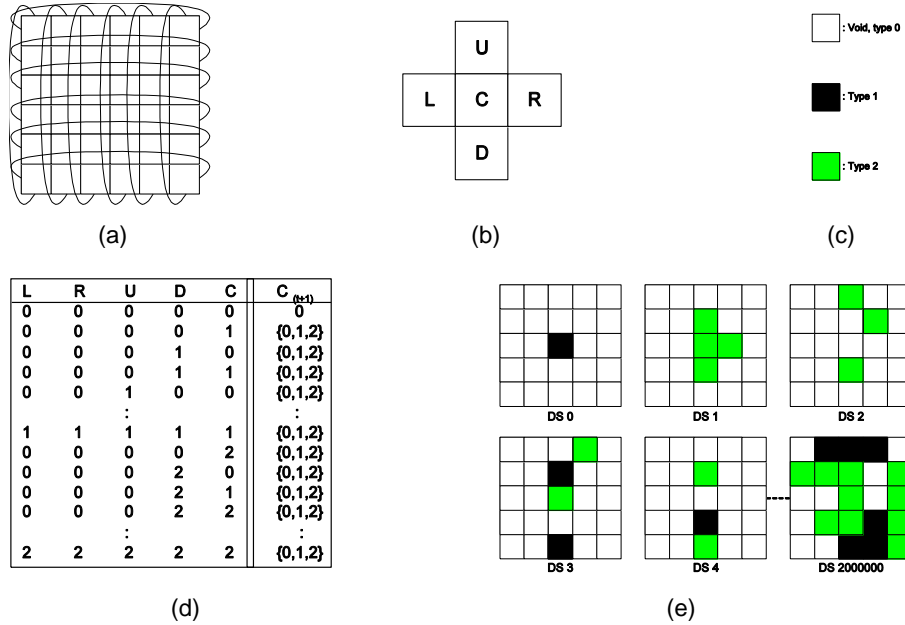 U
L C R
D
: Void, type 0
: Type 1
: Type 2
(a)
(b)
(c)
L R U D C C (t+1)
0 0 0 0 0 0
0 0 0 0 1 {0,1,2}
0 0 0 1 0 {0,1,2}
0 0 0 1 1 {0,1,2}
0 0 1 0 0 {0,1,2}
: :
1 1 1 1 1 {0,1,2}
0 0 0 0 2 {0,1,2}
0 0 0 2 0 {0,1,2}
0 0 0 2 1 {0,1,2}
0 0 0 2 2 {0,1,2}
: :
2 2 2 2 2 {0,1,2}
DS 0
DS 1
DS 2
DS 3
DS 4
DS 2000000
(d)
(e)